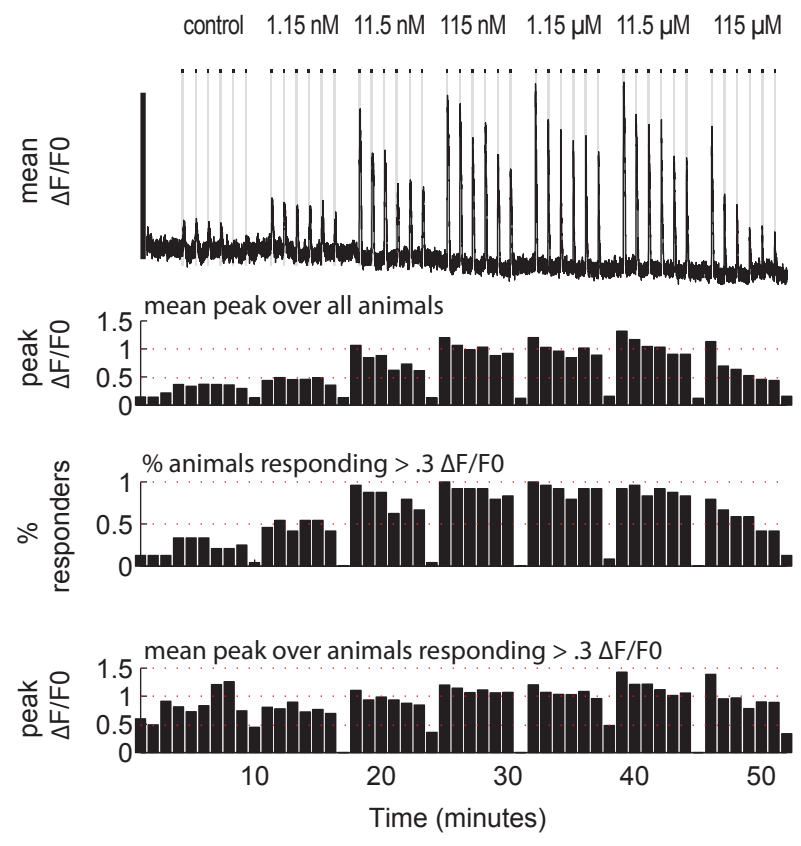 control 1.15 nM 11.5 nM 115 nM 1.15 µM 11.5 µM 115 µM
mean
ΔF/F0
mean peak over all animals
peak
ΔF/F0
1.5
1
0.5
0
% animals responding > .3 ΔF/F0
%
responders
1
0.5
0
mean peak over animals responding > .3 ΔF/F0
peak
ΔF/F0
1.5
1
0.5
0
10 20 30 40 50
Time (minutes)